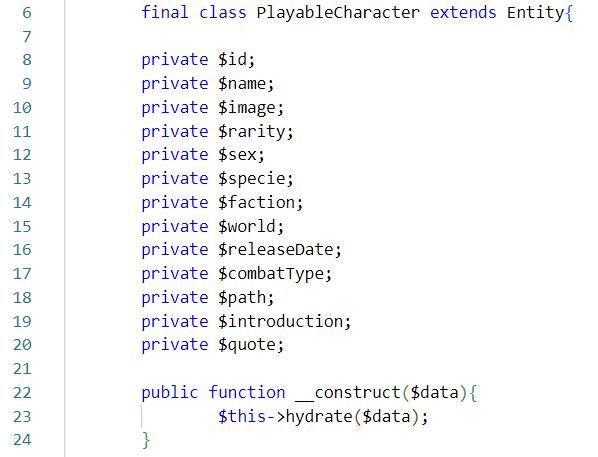 6 final class PlayableCharacter extends Entity{
7
8 private $id;
9 private $name;
10 private $image;
11 private $rarity;
12 private $sex;
13 private $specie;
14 private $faction;
15 private $world;
16 private $releaseDate;
17 private $combatType;
18 private $path;
19 private $introduction;
20 private $quote;
21
22 public function __construct($data){
23 $this->hydrate($data);
24 }